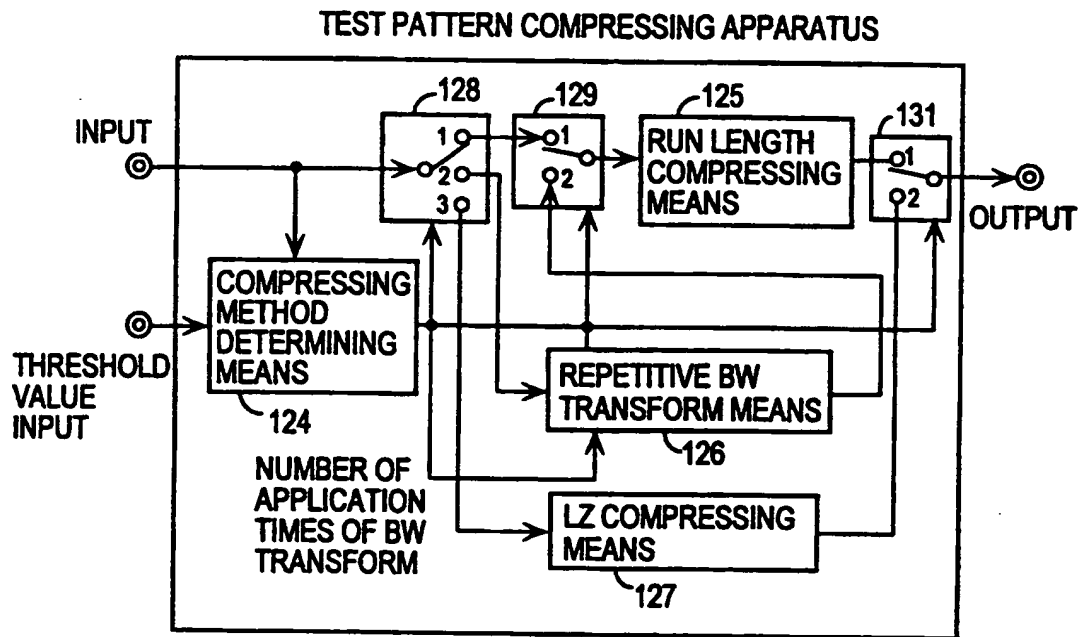 TEST PATTERN COMPRESSING APPARATUS
INPUT
128
1
2
3
129
1
2
125
RUN LENGTH
COMPRESSING
MEANS
131
1
2
OUTPUT
THRESHOLD
VALUE
INPUT
COMPRESSING
METHOD
DETERMINING
MEANS
124
REPETITIVE BW
TRANSFORM MEANS
126
NUMBER OF
APPLICATION
TIMES OF BW
TRANSFORM
LZ COMPRESSING
MEANS
127